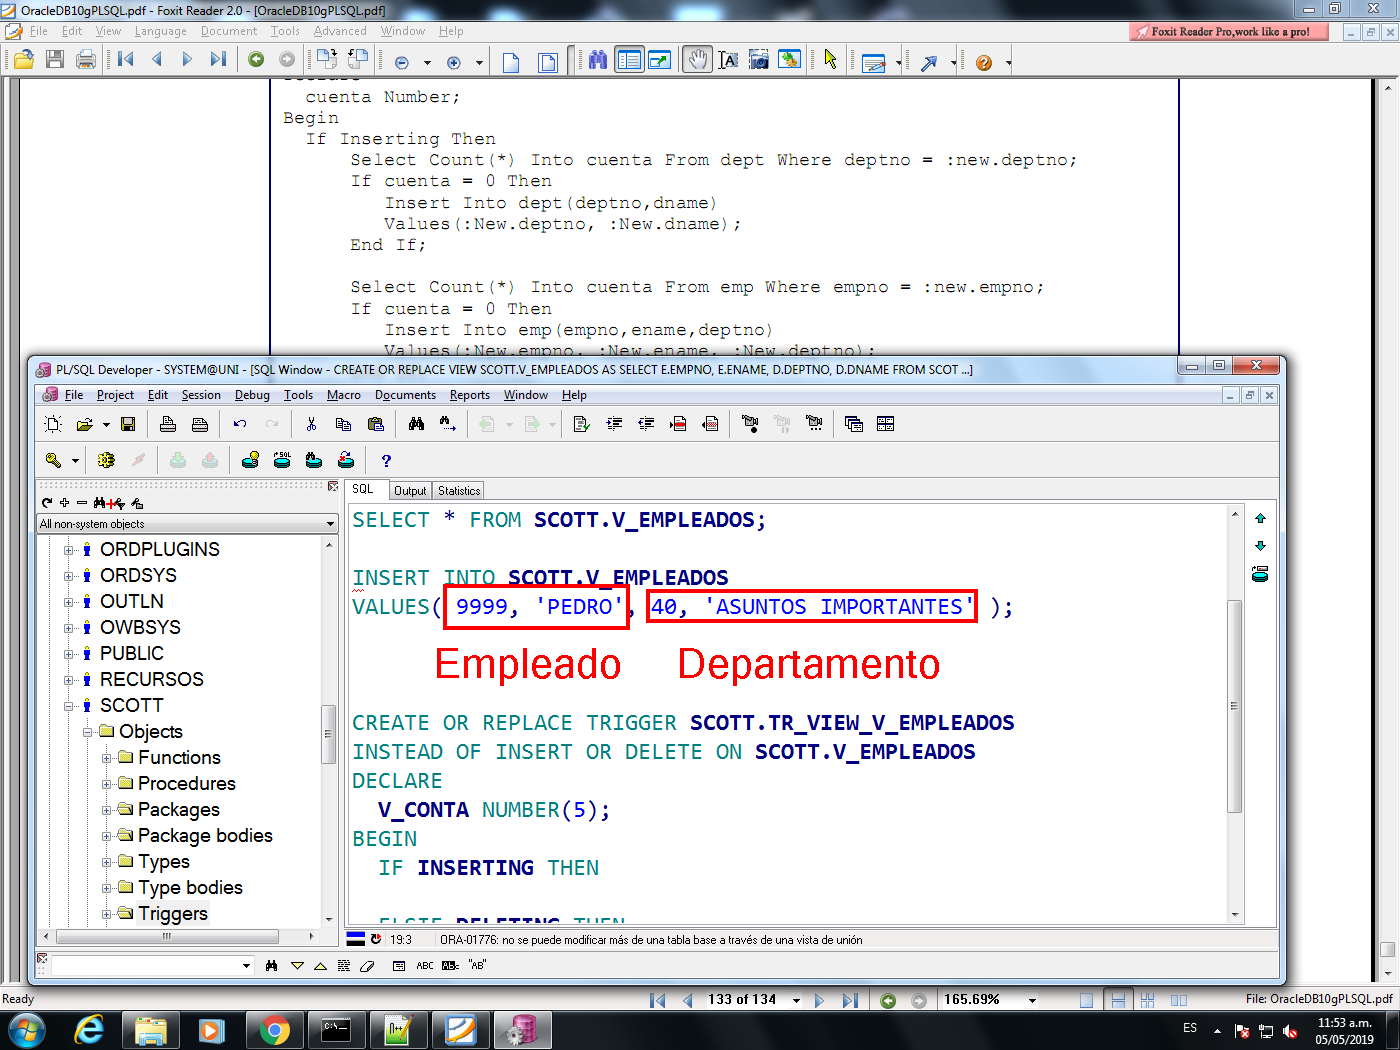 OracleDB10gPLSQL.pdf - Foxit Reader 2.0 - [OracleDB10gPLSQL.pdf]
File Edit View Language Document Tools Advanced Window Help
Foxit Reader Pro,work like a pro!
cuenta Number;
Begin
If Inserting Then
Select Count(*) Into cuenta From dept Where deptno = :new.deptno;
If cuenta = 0 Then
Insert Into dept(deptno,dname)
Values(:New.deptno, :New.dname);
End If;
Select Count(*) Into cuenta From emp Where empno = :new.empno;
If cuenta = 0 Then
Insert Into emp(empno,ename,deptno)
Values(:New.empno, :New.ename, :New.deptno);
PL/SQL Developer - SYSTEM@UNI - [SQL Window - CREATE OR REPLACE VIEW SCOTT.V_EMPLEADOS AS SELECT E.EMPNO, E.ENAME, D.DEPTNO, D.DNAME FROM SCOT ...]
File Project Edit Session Debug Tools Macro Documents Reports Window Help
All non-system objects
ORDPLUGINS
ORDSYS
OUTLN
OWBSYS
PUBLIC
RECURSOS
SCOTT
Objects
Functions
Procedures
Packages
Package bodies
Types
Type bodies
Triggers
SQL Output Statistics
SELECT * FROM SCOTT.V_EMPLEADOS;
INSERT INTO SCOTT.V_EMPLEADOS
VALUES( 9999, 'PEDRO', 40, 'ASUNTOS IMPORTANTES' );
Empleado Departamento
CREATE OR REPLACE TRIGGER SCOTT.TR_VIEW_V_EMPLEADOS
INSTEAD OF INSERT OR DELETE ON SCOTT.V_EMPLEADOS
DECLARE
V_CONTA NUMBER(5);
BEGIN
IF INSERTING THEN
ELSIF DELETING THEN
19:3 ORA-01776: no se puede modificar más de una tabla base a través de una vista de unión
ABC "AB"
Ready 133 of 134 165.69% File: OracleDB10gPLSQL.pdf
ES 11:53 a.m.
05/05/2019